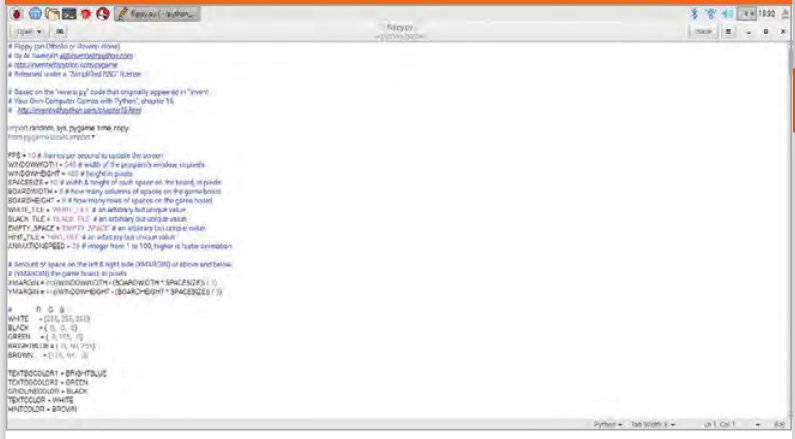 flippy.py
Open
Save
# Flippy (an Othello or Reversi clone)
# By Al Sweigart al@inventwithpython.com
# http://inventwithpython.com/pygame
# Released under a "Simplified BSD" license
# Based on the "reversi.py" code that originally appeared in "Invent
# Your Own Computer Games with Python", chapter 15:
# http://inventwithpython.com/chapter15.html
import random, sys, pygame, time, copy
from pygame.locals import *
FPS = 10 # frames per second to update the screen
WINDOWWIDTH = 640 # width of the program's window, in pixels
WINDOWHEIGHT = 480 # height in pixels
SPACESIZE = 50 # width & height of each space on the board, in pixels
BOARDWIDTH = 8 # how many columns of spaces on the game board
BOARDHEIGHT = 8 # how many rows of spaces on the game board
WHITE_TILE = 'WHITE_TILE' # an arbitrary but unique value
BLACK_TILE = 'BLACK_TILE' # an arbitrary but unique value
EMPTY_SPACE = 'EMPTY_SPACE' # an arbitrary but unique value
HINT_TILE = 'HINT_TILE' # an arbitrary but unique value
ANIMATIONSPEED = 25 # integer from 1 to 100, higher is faster animation
# Amount of space on the left & right side (XMARGIN) or above and below
# (YMARGIN) the game board, in pixels.
XMARGIN = int((WINDOWWIDTH - (BOARDWIDTH * SPACESIZE)) / 2)
YMARGIN = int((WINDOWHEIGHT - (BOARDHEIGHT * SPACESIZE)) / 2)
# R G B
WHITE = (255, 255, 255)
BLACK = ( 0, 0, 0)
GREEN = ( 0, 155, 0)
BRIGHTBLUE = ( 0, 50, 255)
BROWN = (174, 94, 0)
TEXTBGCOLOR1 = BRIGHTBLUE
TEXTBGCOLOR2 = GREEN
GRIDLINECOLOR = BLACK
TEXTCOLOR = WHITE
HINTCOLOR = BROWN
Python Tab Width: 8 Ln 1, Col 1 INS